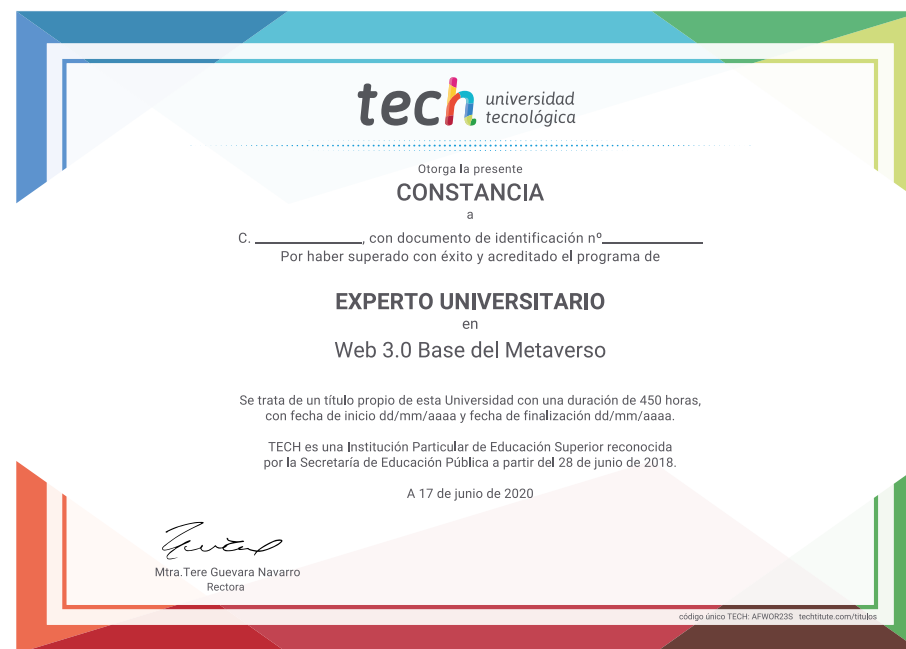 tech universidad
tecnológica
Otorga la presente
CONSTANCIA
a
C. ____________, con documento de identificación nº____________
Por haber superado con éxito y acreditado el programa de
EXPERTO UNIVERSITARIO
en
Web 3.0 Base del Metaverso
Se trata de un título propio de esta Universidad con una duración de 450 horas,
con fecha de inicio dd/mm/aaaa y fecha de finalización dd/mm/aaaa.
TECH es una Institución Particular de Educación Superior reconocida
por la Secretaría de Educación Pública a partir del 28 de junio de 2018.
A 17 de junio de 2020
Mtra.Tere Guevara Navarro
Rectora
código único TECH: AFWOR23S techtitute.com/titulos